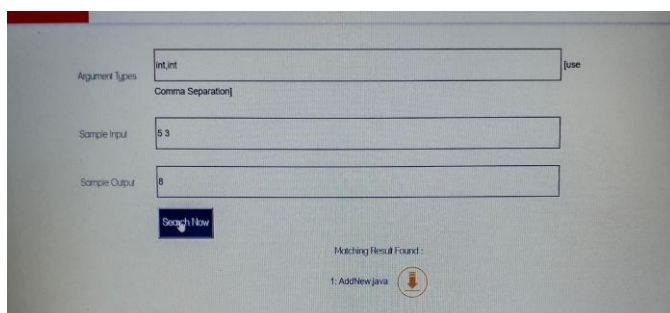 int,int [use
Argument Types
Comma Separation]
Sample Input 5 3
Sample Output 8
Search Now
Matching Result Found :
1: AddNew.java